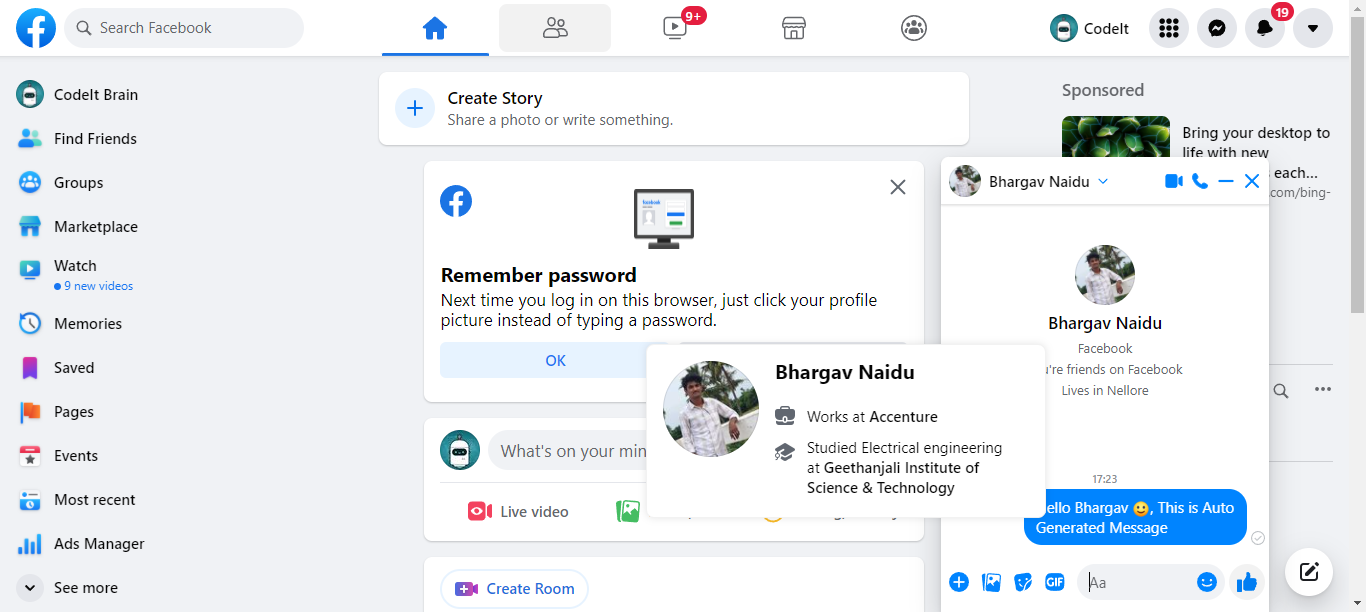 Search Facebook
9+
CodeIt
19
CodeIt Brain
Find Friends
Groups
Marketplace
Watch
9 new videos
Memories
Saved
Pages
Events
Most recent
Ads Manager
See more
Create Story
Share a photo or write something.
Remember password
Next time you log in on this browser, just click your profile
picture instead of typing a password.
OK
What's on your min
Live video
Create Room
Bhargav Naidu
Works at Accenture
Studied Electrical engineering
at Geethanjali Institute of
Science & Technology
Sponsored
Bring your desktop to
life with new
each...
.com/bing-
Bhargav Naidu
Bhargav Naidu
Facebook
u're friends on Facebook
Lives in Nellore
17:23
ello Bhargav 🙂, This is Auto
Generated Message
GIF
Aa